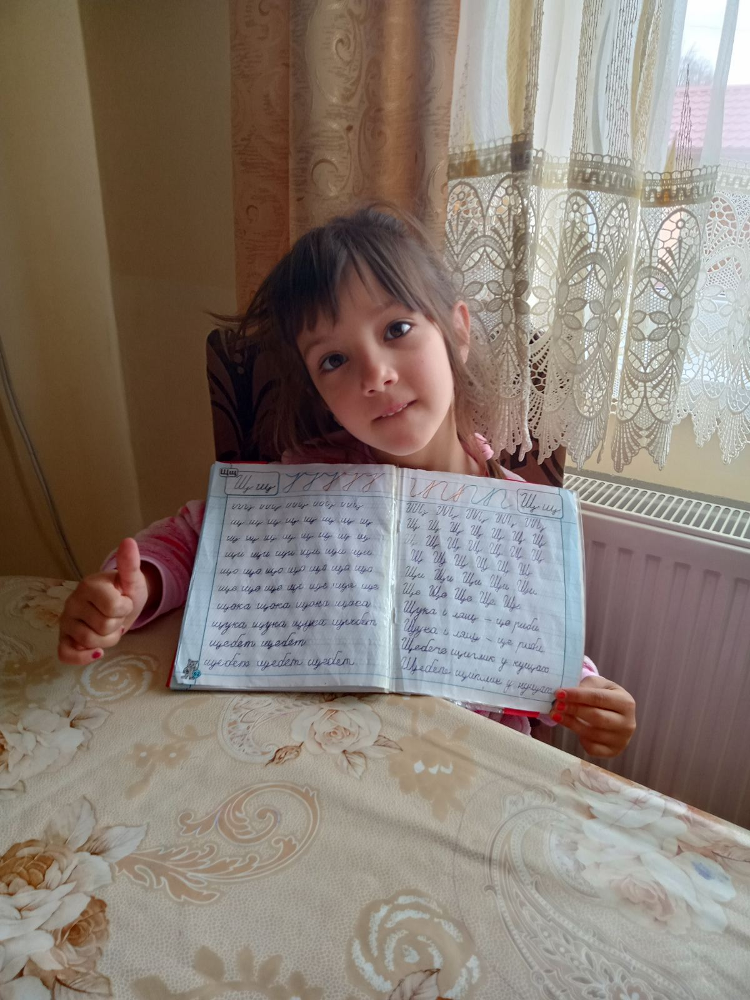 Щщ
Щ щ
щ щ щ щ щ щ щ щ
щ щ щ щ щ щ щ щ
щи щи щи щи щи щи
що що що що що що що
ще ще ще ще ще ще ще
щока щока щока щока
щука щука щука щебет
щебет щебет
щебет щебет щебет
62
Щ щ
Щ Щ Щ Щ Щ Щ Щ
Щ Щ Щ Щ Щ Щ Щ
Щ Щ Щ Щ Щ Щ
Щи Щи Щи Щи Щи
Ще Ще Ще Ще Ще
Щука і лящ – це риби.
Щука і лящ – це риби.
Щебече щиглик у кущах
Щебече щиглик у кущах